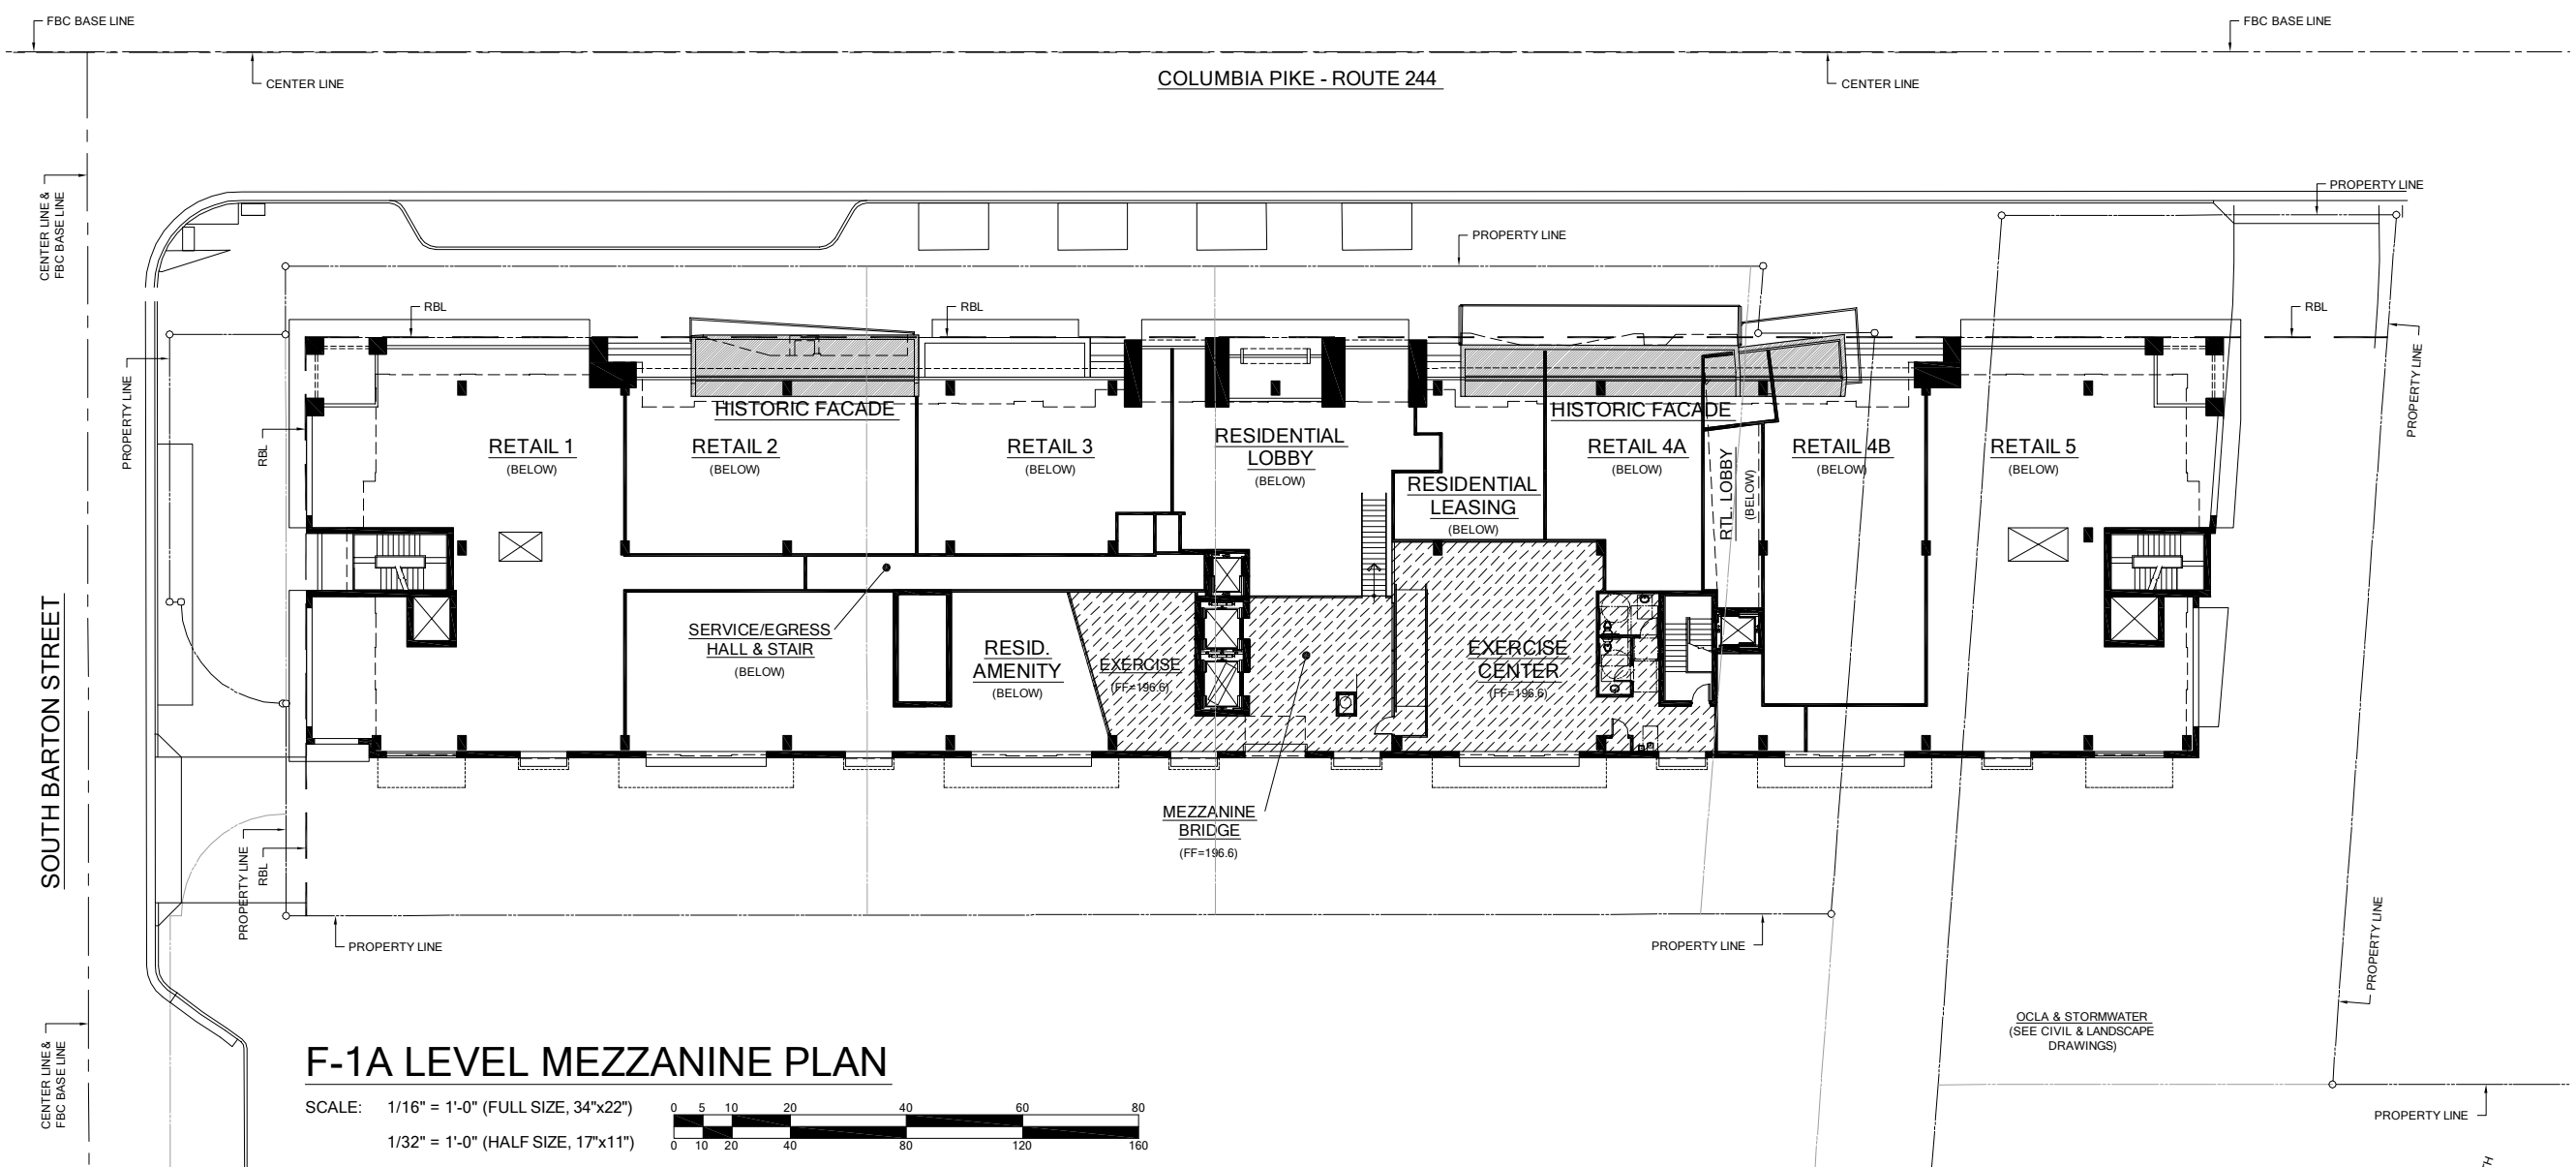 FBC BASE LINE
FBC BASE LINE
CENTER LINE
COLUMBIA PIKE - ROUTE 244
CENTER LINE
CENTER LINE &
FBC BASE LINE
PROPERTY LINE
PROPERTY LINE
RBL
RBL
RBL
PROPERTY LINE
PROPERTY LINE
RBL
HISTORIC FACADE
HISTORIC FACADE
RETAIL 1
(BELOW)
RETAIL 2
(BELOW)
RETAIL 3
(BELOW)
RESIDENTIAL
LOBBY
(BELOW)
RESIDENTIAL
LEASING
(BELOW)
RETAIL 4A
(BELOW)
RTL. LOBBY
(BELOW)
RETAIL 4B
(BELOW)
RETAIL 5
(BELOW)
SOUTH BARTON STREET
SERVICE/EGRESS
HALL & STAIR
(BELOW)
RESID.
AMENITY
(BELOW)
EXERCISE
(FF=196.6)
EXERCISE
CENTER
(FF=196.6)
MEZZANINE
BRIDGE
(FF=196.6)
PROPERTY LINE
RBL
PROPERTY LINE
PROPERTY LINE
PROPERTY LINE
OCLA & STORMWATER
(SEE CIVIL & LANDSCAPE
DRAWINGS)
CENTER LINE &
FBC BASE LINE
F-1A LEVEL MEZZANINE PLAN
SCALE: 1/16" = 1'-0" (FULL SIZE, 34"x22")
0 5 10 20 40 60 80
1/32" = 1'-0" (HALF SIZE, 17"x11")
0 10 20 40 80 120 160
PROPERTY LINE